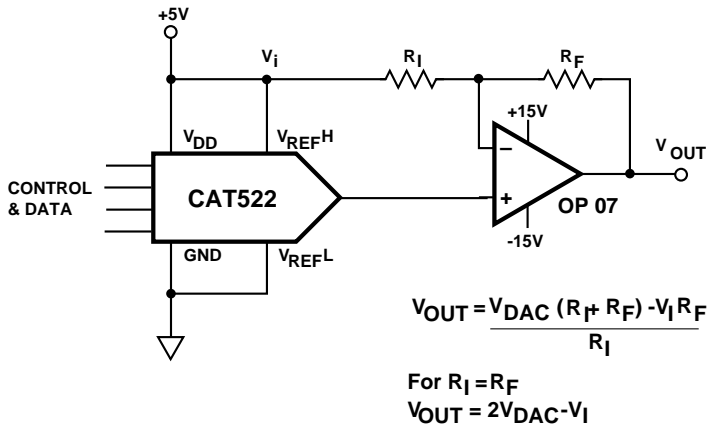 +5V
Vi RI RF
+15V
VDD VREFH
–
VOUT
CONTROL
& DATA
CAT522
+
OP 07
-15V
GND VREFL
VOUT = VDAC (RI+ RF) -VI RF
RI
For RI = RF
VOUT = 2VDAC-VI